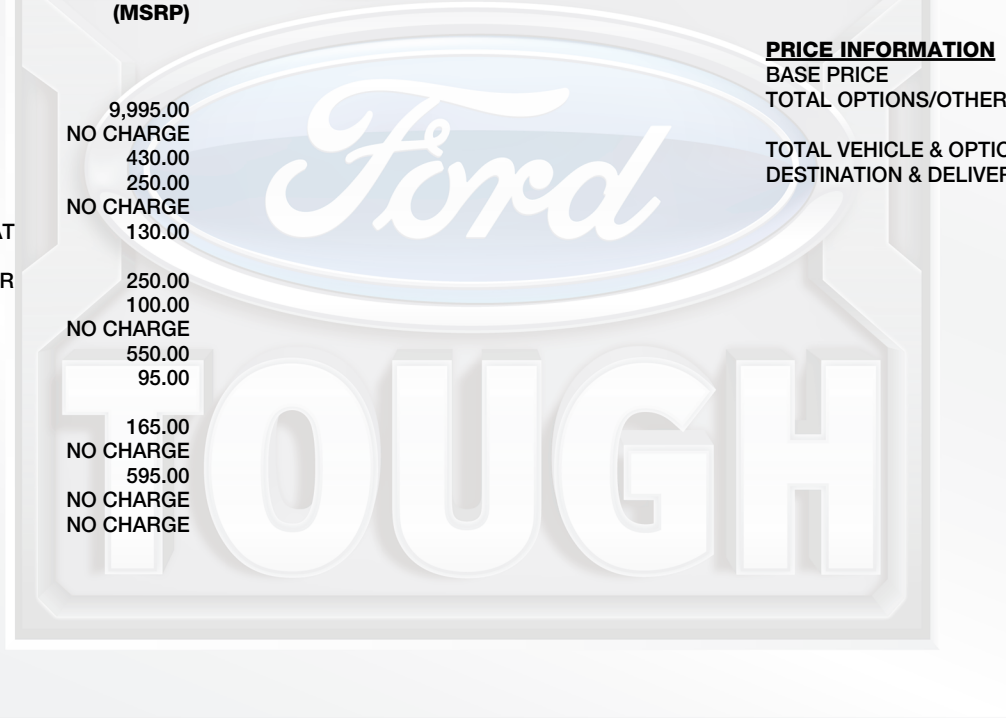 (MSRP)
9,995.00
NO CHARGE
430.00
250.00
NO CHARGE
AT 130.00
R 250.00
100.00
NO CHARGE
550.00
95.00
165.00
NO CHARGE
595.00
NO CHARGE
NO CHARGE
PRICE INFORMATION
BASE PRICE
TOTAL OPTIONS/OTHER
TOTAL VEHICLE & OPTIO
DESTINATION & DELIVER
Ford
TOUGH